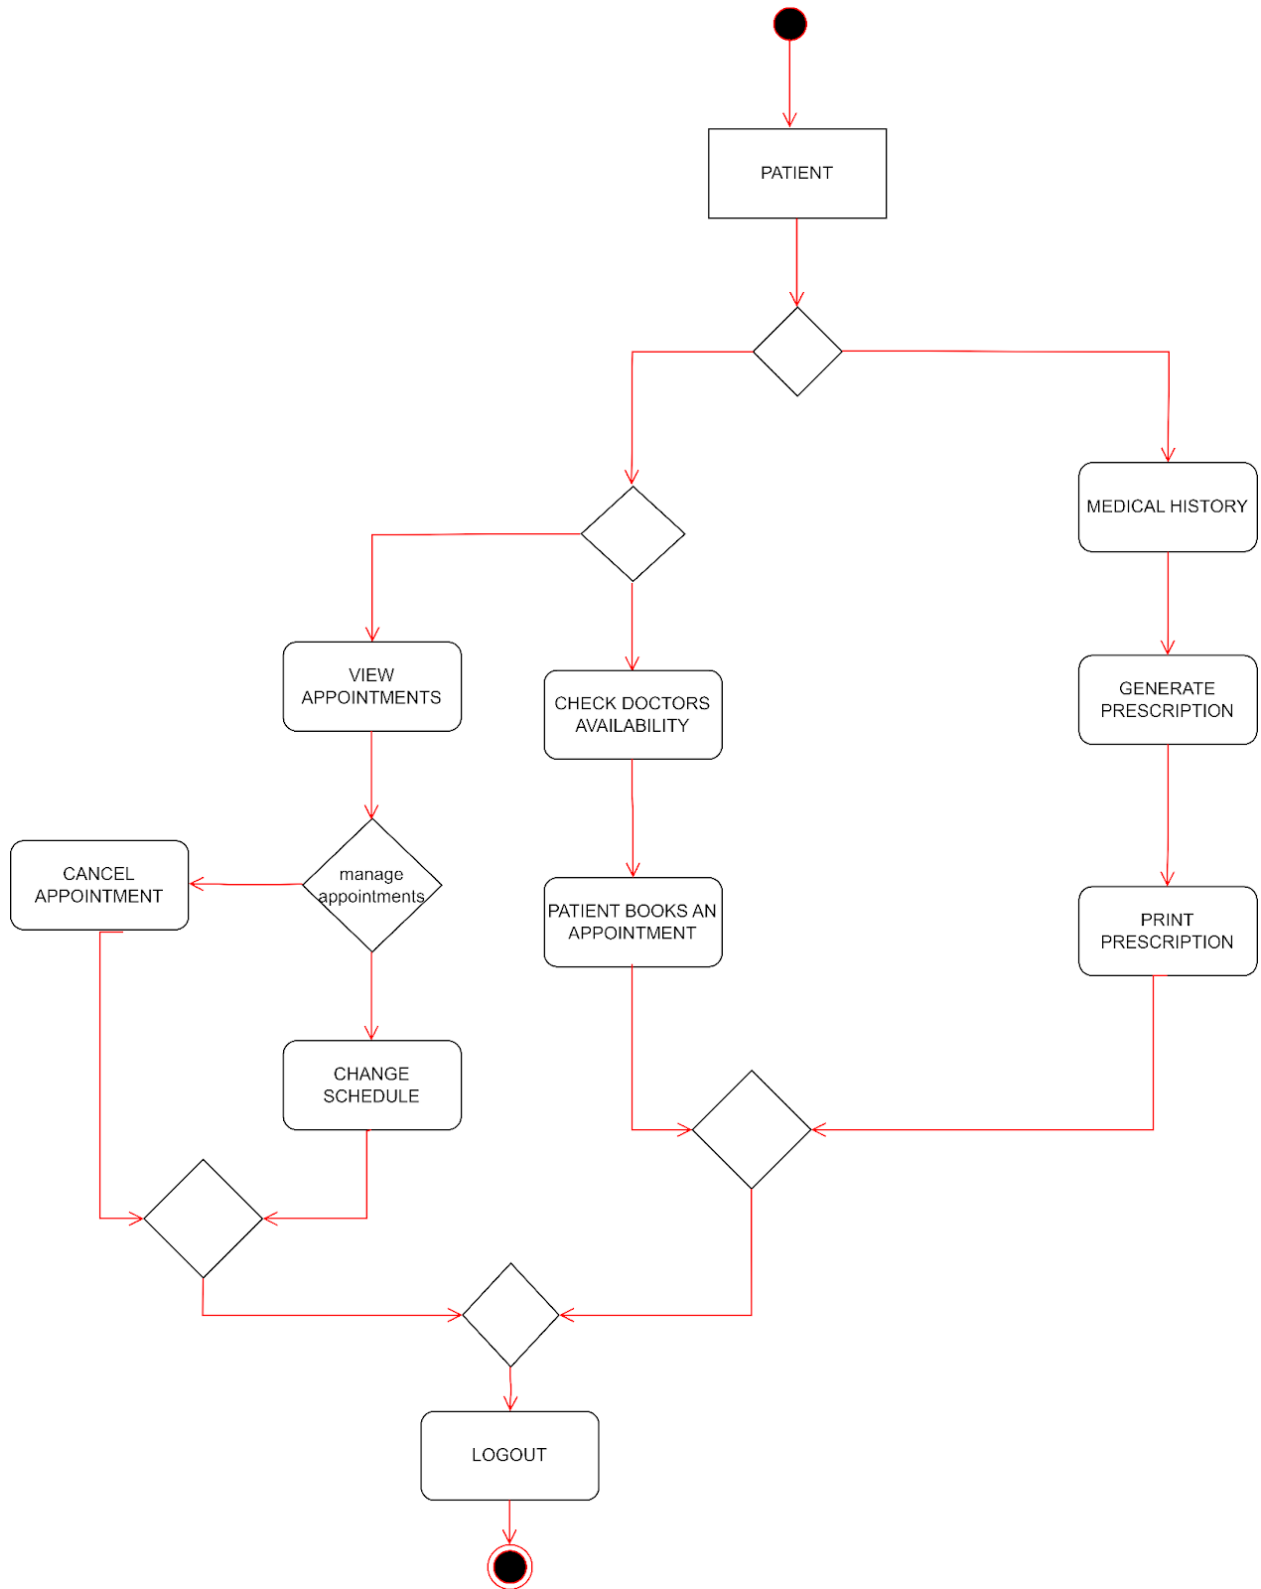 PATIENT
MEDICAL HISTORY
VIEW
APPOINTMENTS
CHECK DOCTORS
AVAILABILITY
GENERATE
PRESCRIPTION
CANCEL
APPOINTMENT
manage
appointments
PATIENT BOOKS AN
APPOINTMENT
PRINT
PRESCRIPTION
CHANGE
SCHEDULE
LOGOUT